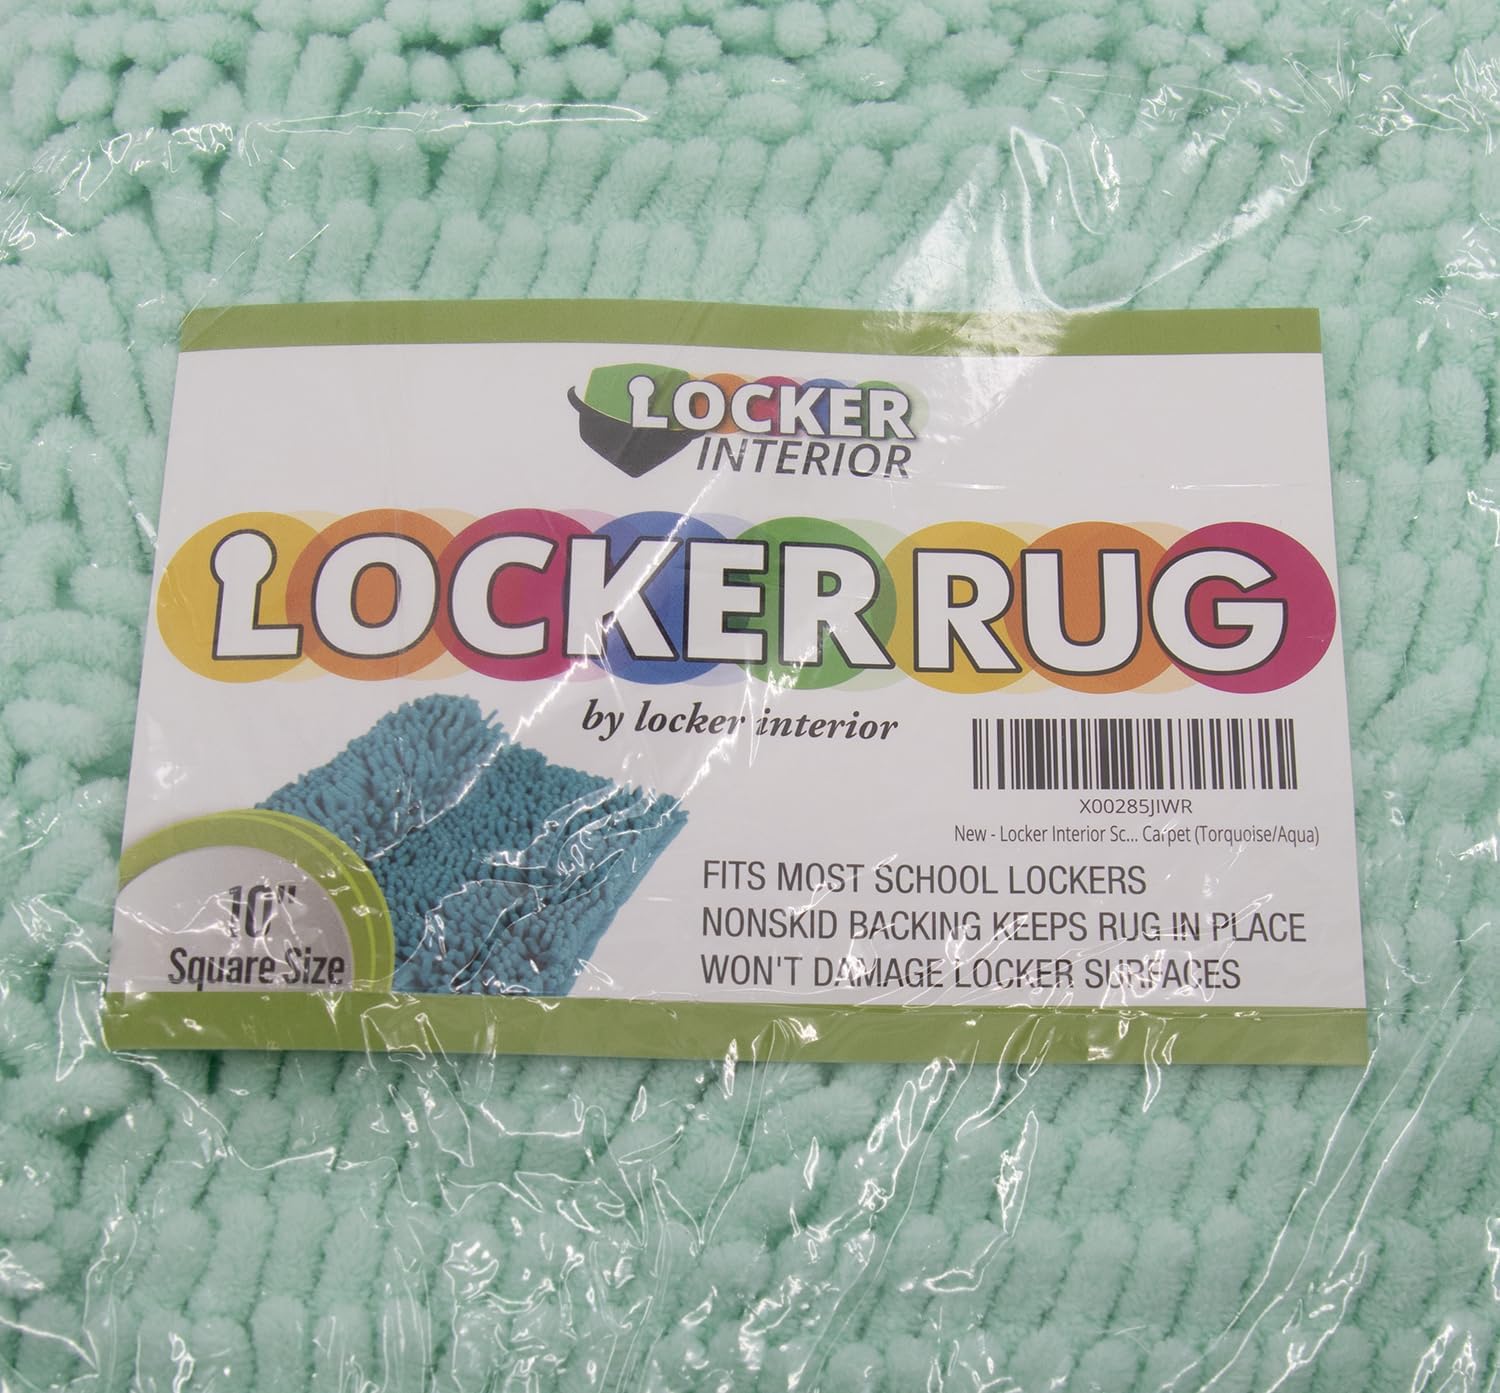 LOCKER
INTERIOR
LOCKER RUG
by locker interior
X00285JIWR
New - Locker Interior Sc... Carpet (Torquoise/Aqua)
10"
Square Size
FITS MOST SCHOOL LOCKERS
NONSKID BACKING KEEPS RUG IN PLACE
WON'T DAMAGE LOCKER SURFACES